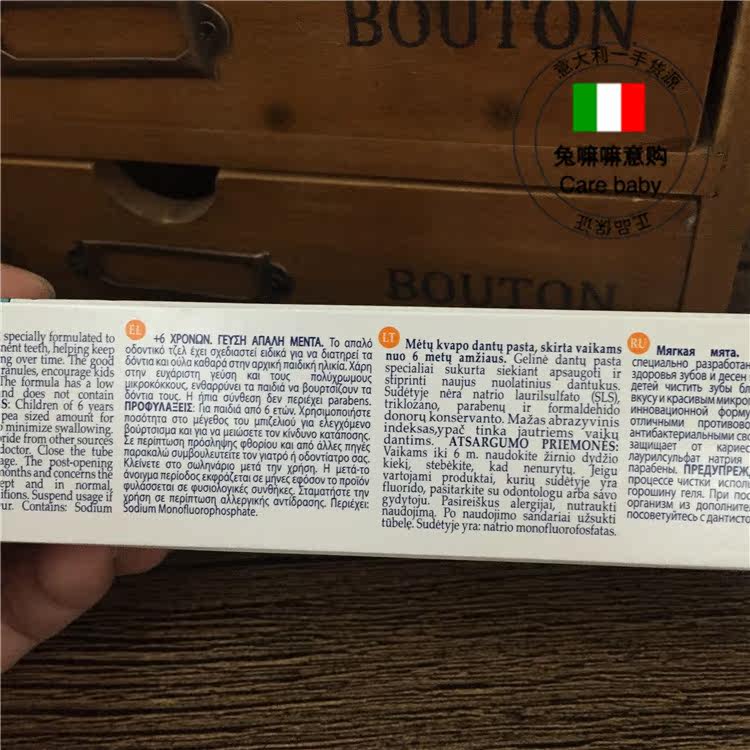 BOUTON
意大利一手货源
兔嘛嘛意购
Care baby
正品保证
BOUTON
specially formulated to
nent teeth, helping keep
ng over time. The good
ranules, encourage kids
The formula has a low
nd does not contain
S: Children of 6 years
pes sized amount for
o minimize swallowing.
ride from other sources
doctor. Close the tube
age. The post-opening
months and concerns the
ept and in normal,
ifions. Suspend usage if
ur. Contains: Sodium
EL
+6 ΧΡΟΝΩΝ. ΓΕΥΣΗ ΑΠΑΛΗ ΜΕΝΤΑ. Το απαλό
οδοντικό τζελ έχει σχεδιαστεί ειδικά για να διατηρεί τα
δόντια και ούλα καθαρά στην αρχική παιδική ηλικία. Χάρη
στην ευχάριστη γεύση και τους πολύχρωμους
μικροκόκκους, ενθαρρύνει τα παιδιά να βουρτσίζουν τα
δόντια τους. Η ήπια σύνθεση δεν περιέχει parabens.
ΠΡΟΦΥΛΑΞΕΙΣ: Για παιδιά από 6 ετών. Χρησιμοποιήστε
ποσότητα στο μέγεθος του μπιζελιού για ελεγχόμενο
βούρτσισμα και για να μειώσετε τον κίνδυνο κατάποσης.
Σε περίπτωση πρόσληψης φθορίου και από άλλες πηγές
παρακαλώ συμβουλευτείτε τον γιατρό ή οδοντίατρο σας.
Κλείνετε στο σωληνάριο μετά την χρήση. Η μετά-το
άνοιγμα περίοδος εκφράζεται σε μήνες εφόσον το προϊόν
φυλάσσεται σε φυσιολογικές συνθήκες. Σταματήστε την
χρήση σε περίπτωση αλλεργικής αντίδρασης. Περιέχει:
Sodium Monofluorophosphate.
LT
Mėtų kvapo dantų pasta, skirta vaikams
nuo 6 metų amžiaus. Gelinė dantų pasta
specialiai sukurta siekiant apsaugoti ir
stiprinti naujus nuolatinius dantukus.
Sudėtyje nėra natrio laurilsulfato (SLS),
triklozáno, parabenų ir formaldehido
donorų konservanto. Mažas abrazyvinis
indeksas,ypač tinka jautriems vaikų
dantims. ATSARGUMO PRIEMONĖS:
Vaikams iki 6 m. naudokite žirnio dydžio
kiekį, stebėkite, kad nenurytų. Jeigu
vartojami produktai, kurių sudėtyje yra
fluorido, pasitarkite su odontologu arba sávo
gydytoju. Pasireiškus alergijai, nutraukti
naudojimą. Po naudojimo sandariai užsukti
tūbelę. Sudėtyje yra: natrio monofluorofosfatas.
RU
Мягкая мята.
специально разработан
здоровья зубов и десен
детей чистить зубы бл
вкусу и красивым микрог
инновационной форму
отличными противово
антибактериальными св
защищает от кариес
лаурилсульфат натрия
парабены. ПРЕДУПРЕЖ
процессе чистки исполь
горошину геля. При пос
организм из дополнител
посоветуйтесь с дантисто